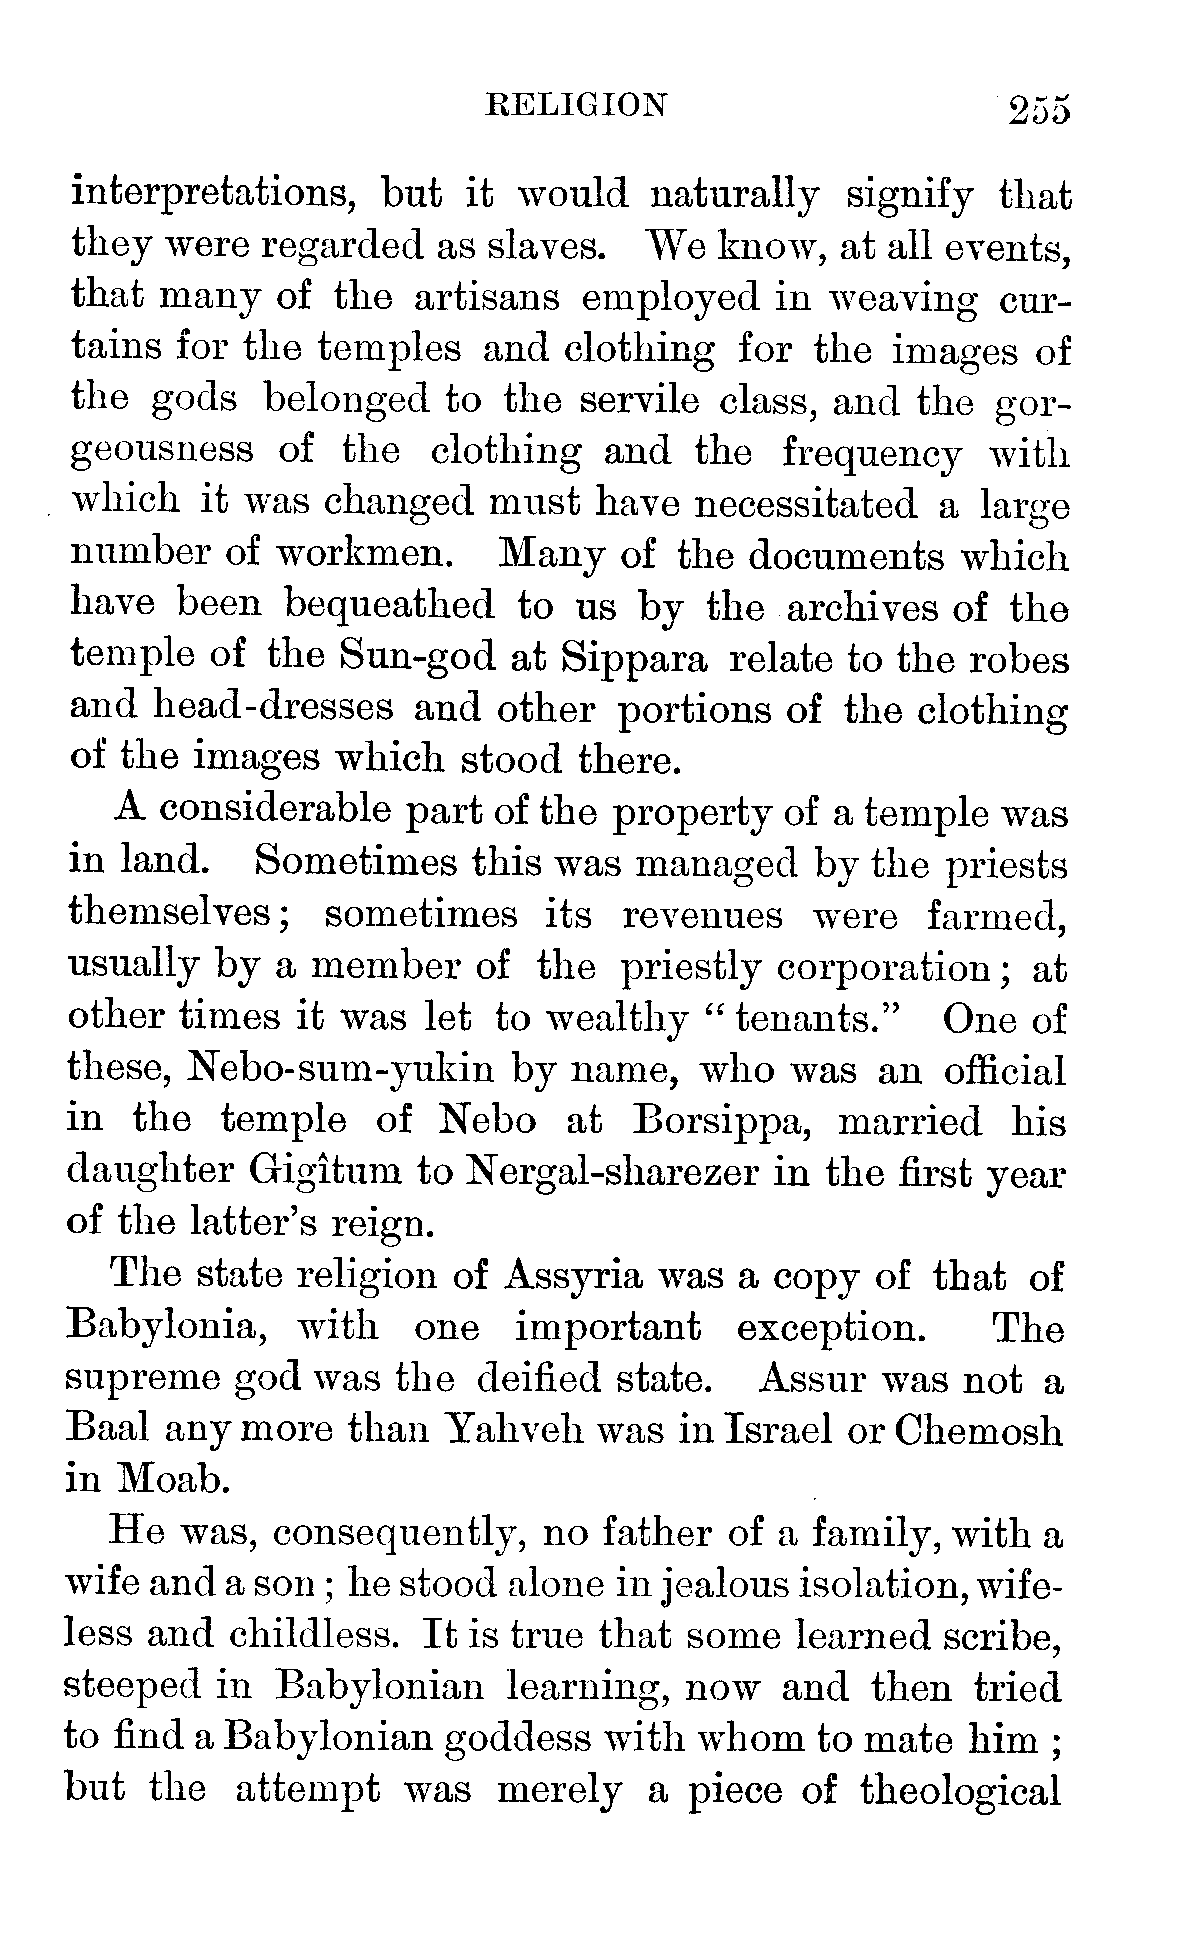 RELIGION 255
interpretations, but it would naturally signify that
they were regarded as slaves. We know, at all events,
that many of the artisans employed in weaving cur-
tains for the temples and clothing for the images of
the gods belonged to the servile class, and the gor-
geousness of the clothing and the frequency with
which it was changed must have necessitated a large
number of workmen. Many of the documents which
have been bequeathed to us by the archives of the
temple of the Sun-god at Sippara relate to the robes
and head-dresses and other portions of the clothing
of the images which stood there.
A considerable part of the property of a temple was
in land. Sometimes this was managed by the priests
themselves; sometimes its revenues were farmed,
usually by a member of the priestly corporation; at
other times it was let to wealthy “tenants.” One of
these, Nebo-sum-yukin by name, who was an official
in the temple of Nebo at Borsippa, married his
daughter Gigîtum to Nergal-sharezer in the first year
of the latter’s reign.
The state religion of Assyria was a copy of that of
Babylonia, with one important exception. The
supreme god was the deified state. Assur was not a
Baal any more than Yahveh was in Israel or Chemosh
in Moab.
He was, consequently, no father of a family, with a
wife and a son; he stood alone in jealous isolation, wife-
less and childless. It is true that some learned scribe,
steeped in Babylonian learning, now and then tried
to find a Babylonian goddess with whom to mate him;
but the attempt was merely a piece of theological